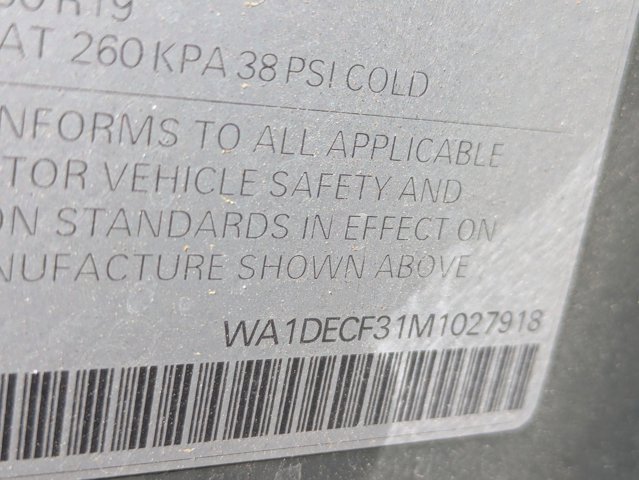 R19
AT 260 KPA 38 PSI COLD
NFORMS TO ALL APPLICABLE
TOR VEHICLE SAFETY AND
ON STANDARDS IN EFFECT ON
NUFACTURE SHOWN ABOVE
WA1DECF31M1027918